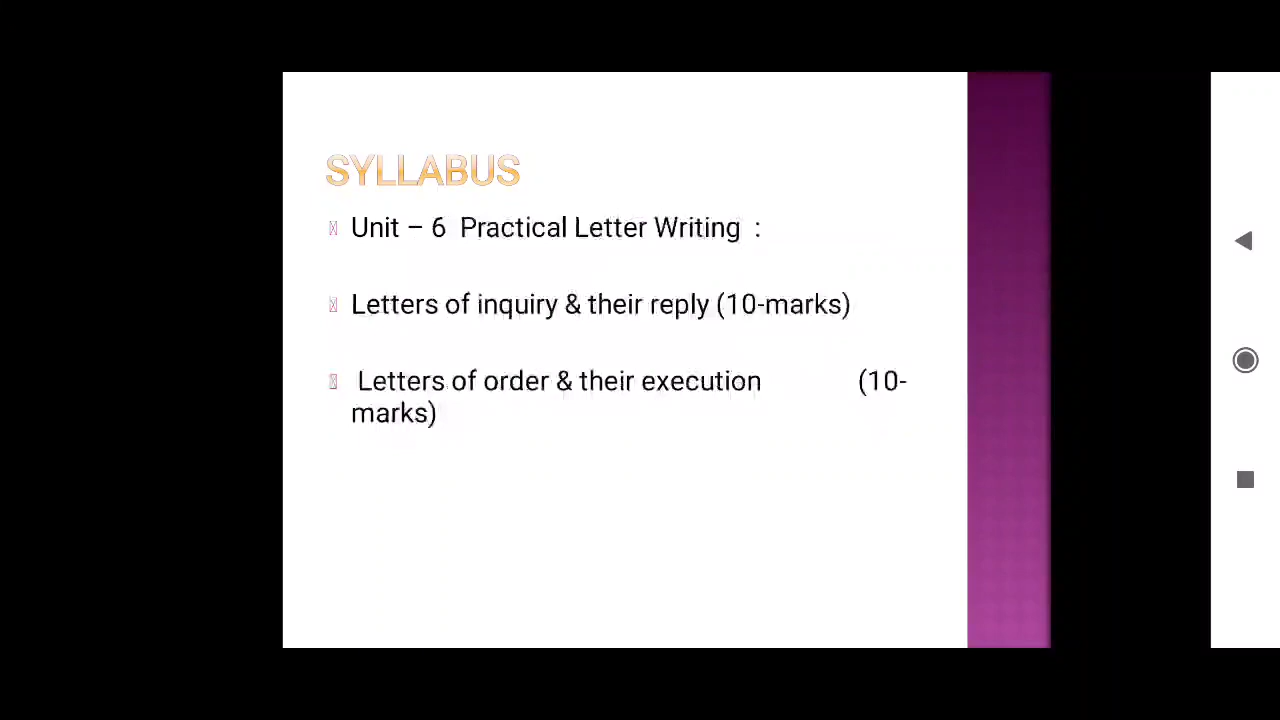 SYLLABUS
Unit – 6 Practical Letter Writing :
Letters of inquiry & their reply (10-marks)
Letters of order & their execution (10-
marks)